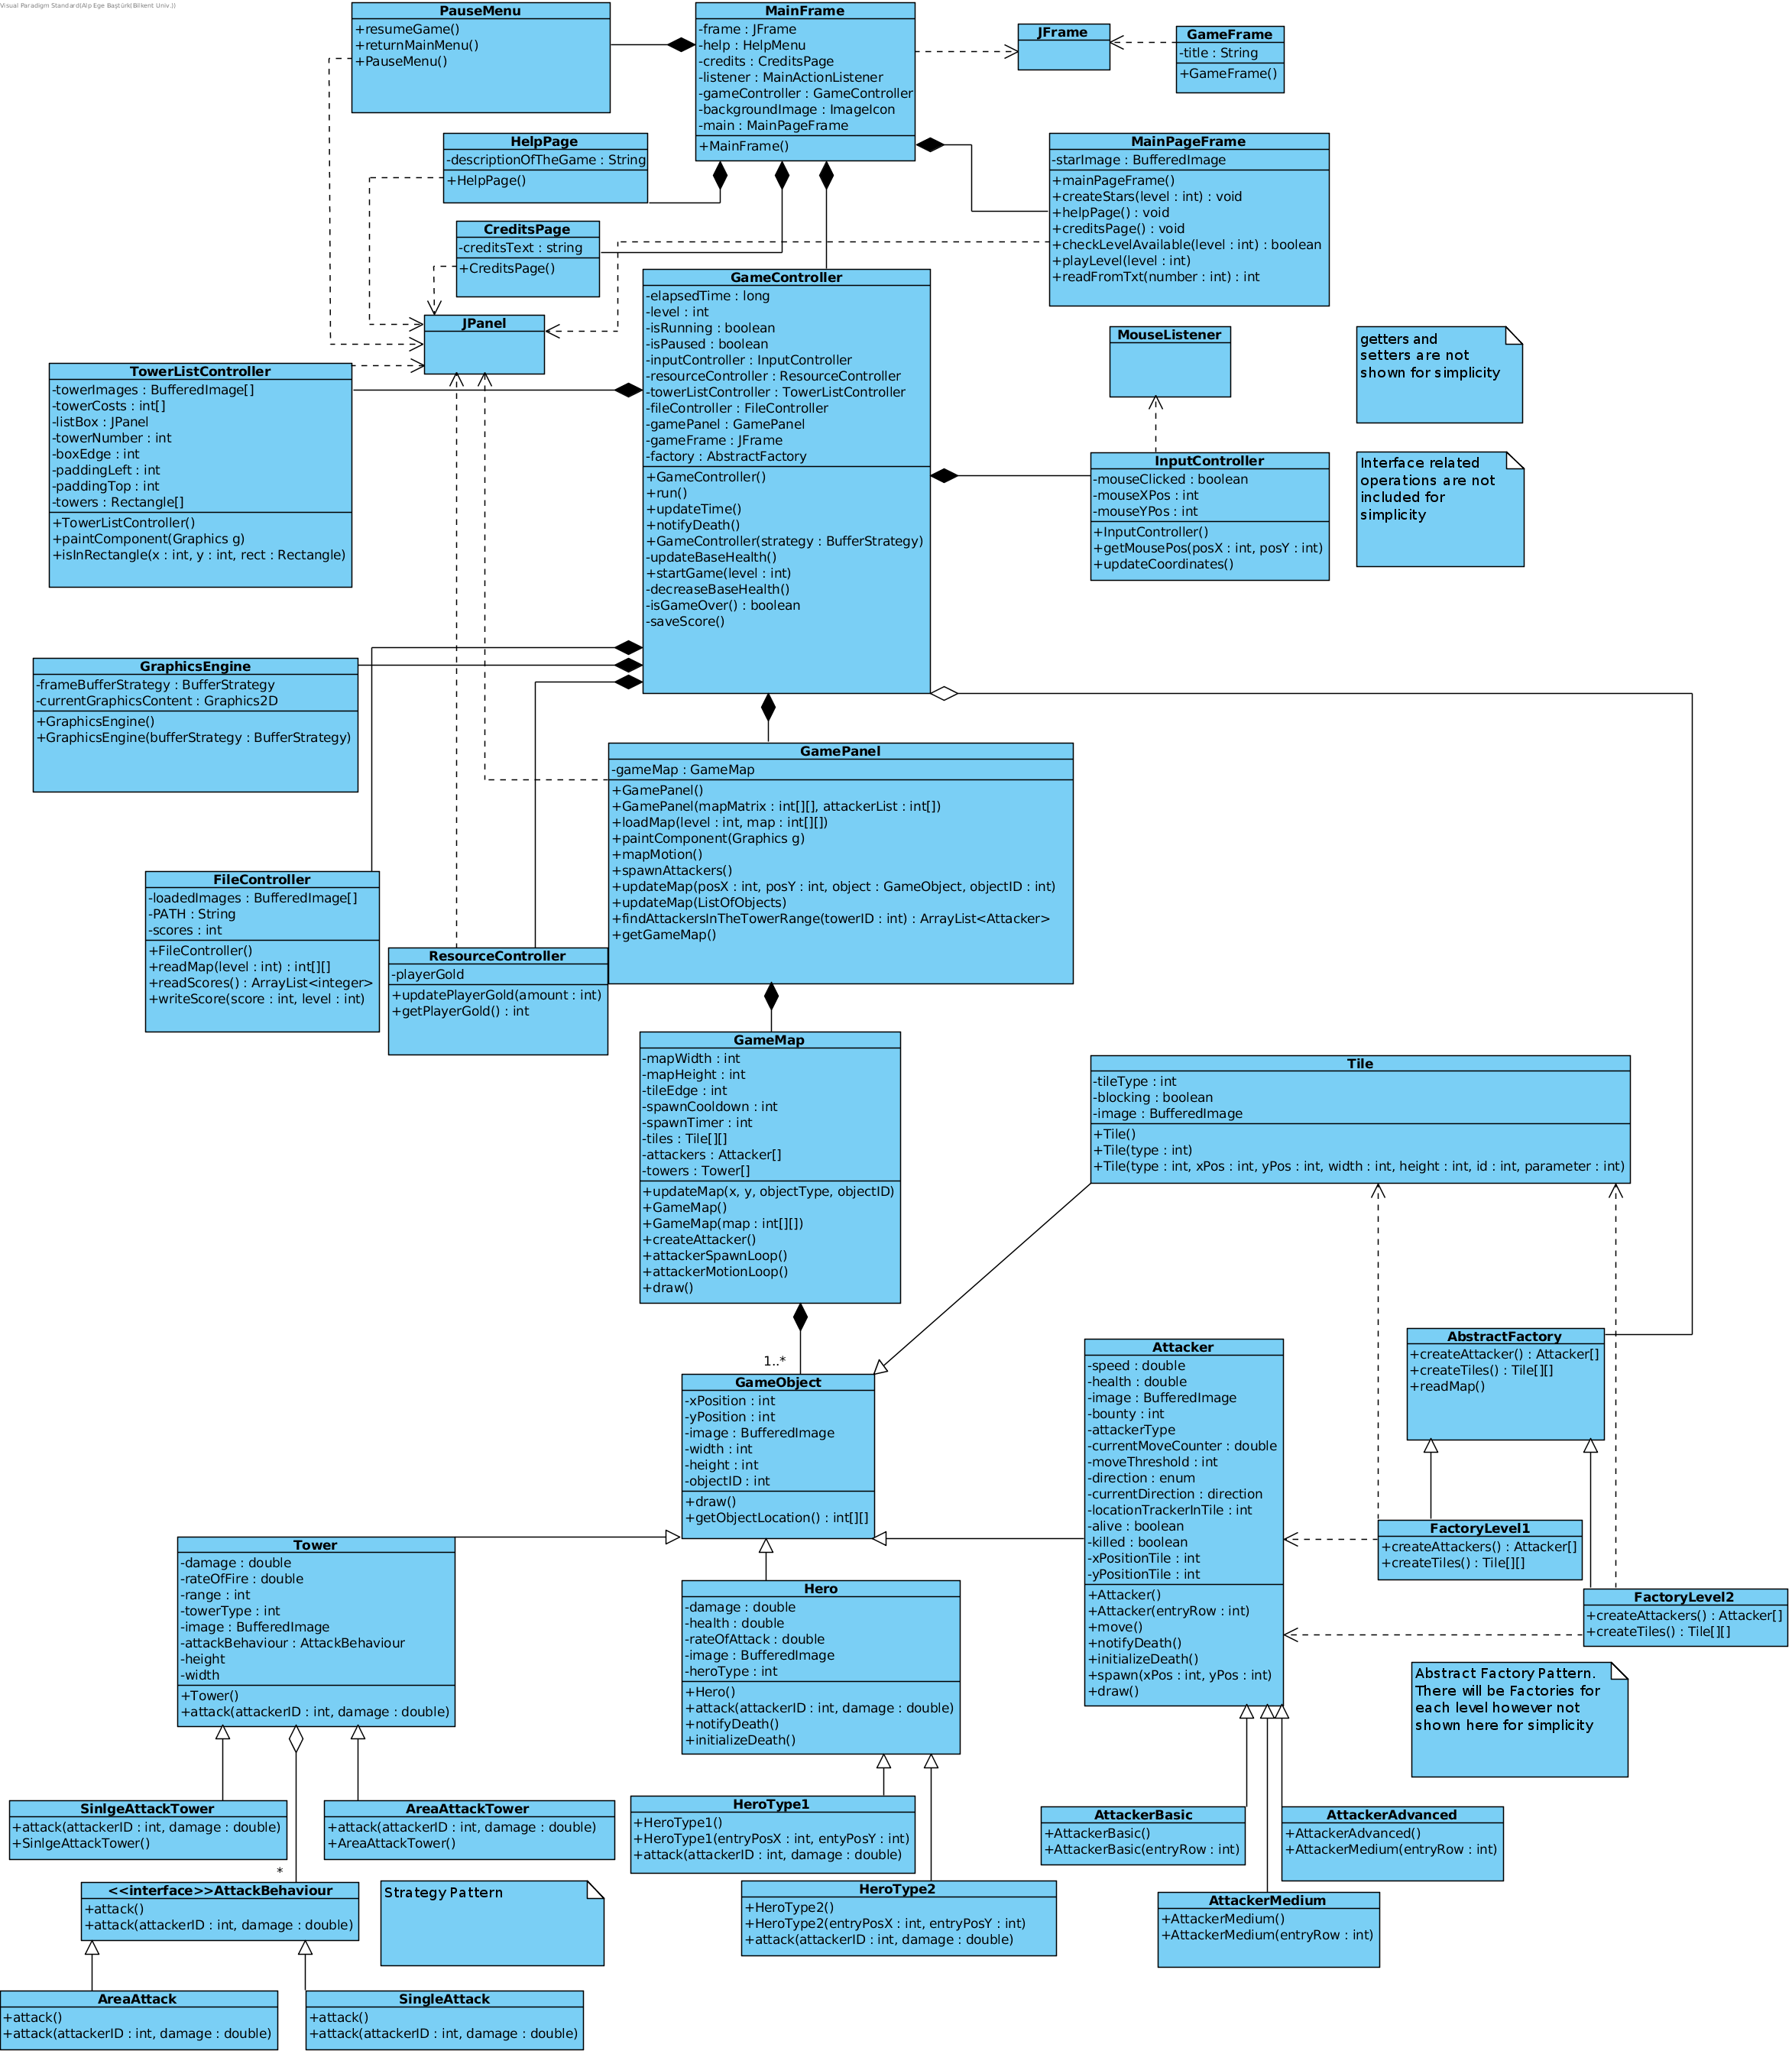 Visual Paradigm Standard(Alp Ege Baştürk(Bilkent Univ.))
PauseMenu
+resumeGame()
+returnMainMenu()
+PauseMenu()
MainFrame
-frame : JFrame
-help : HelpMenu
-credits : CreditsPage
-listener : MainActionListener
-gameController : GameController
-backgroundImage : ImageIcon
-main : MainPageFrame
+MainFrame()
JFrame
GameFrame
-title : String
+GameFrame()
HelpPage
-descriptionOfTheGame : String
+HelpPage()
MainPageFrame
-starImage : BufferedImage
+mainPageFrame()
+createStars(level : int) : void
+helpPage() : void
+creditsPage() : void
+checkLevelAvailable(level : int) : boolean
+playLevel(level : int)
+readFromTxt(number : int) : int
CreditsPage
-creditsText : string
+CreditsPage()
JPanel
GameController
-elapsedTime : long
-level : int
-isRunning : boolean
-isPaused : boolean
-inputController : InputController
-resourceController : ResourceController
-towerListController : TowerListController
-fileController : FileController
-gamePanel : GamePanel
-gameFrame : JFrame
-factory : AbstractFactory
+GameController()
+run()
+updateTime()
+notifyDeath()
+GameController(strategy : BufferStrategy)
-updateBaseHealth()
+startGame(level : int)
-decreaseBaseHealth()
-isGameOver() : boolean
-saveScore()
MouseListener
getters and
setters are not
shown for simplicity
TowerListController
-towerImages : BufferedImage[]
-towerCosts : int[]
-listBox : JPanel
-towerNumber : int
-boxEdge : int
-paddingLeft : int
-paddingTop : int
-towers : Rectangle[]
+TowerListController()
+paintComponent(Graphics g)
+isInRectangle(x : int, y : int, rect : Rectangle)
InputController
-mouseClicked : boolean
-mouseXPos : int
-mouseYPos : int
+InputController()
+getMousePos(posX : int, posY : int)
+updateCoordinates()
Interface related
operations are not
included for
simplicity
GraphicsEngine
-frameBufferStrategy : BufferStrategy
-currentGraphicsContent : Graphics2D
+GraphicsEngine()
+GraphicsEngine(bufferStrategy : BufferStrategy)
GamePanel
-gameMap : GameMap
+GamePanel()
+GamePanel(mapMatrix : int[][], attackerList : int[])
+loadMap(level : int, map : int[][])
+paintComponent(Graphics g)
+mapMotion()
+spawnAttackers()
+updateMap(posX : int, posY : int, object : GameObject, objectID : int)
+updateMap(ListOfObjects)
+findAttackersInTheTowerRange(towerID : int) : ArrayList<Attacker>
+getGameMap()
FileController
-loadedImages : BufferedImage[]
-PATH : String
-scores : int
+FileController()
+readMap(level : int) : int[][]
+readScores() : ArrayList<integer>
+writeScore(score : int, level : int)
ResourceController
-playerGold
+updatePlayerGold(amount : int)
+getPlayerGold() : int
GameMap
-mapWidth : int
-mapHeight : int
-tileEdge : int
-spawnCooldown : int
-spawnTimer : int
-tiles : Tile[][]
-attackers : Attacker[]
-towers : Tower[]
+updateMap(x, y, objectType, objectID)
+GameMap()
+GameMap(map : int[][])
+createAttacker()
+attackerSpawnLoop()
+attackerMotionLoop()
+draw()
Tile
-tileType : int
-blocking : boolean
-image : BufferedImage
+Tile()
+Tile(type : int)
+Tile(type : int, xPos : int, yPos : int, width : int, height : int, id : int, parameter : int)
1..*
GameObject
-xPosition : int
-yPosition : int
-image : BufferedImage
-width : int
-height : int
-objectID : int
+draw()
+getObjectLocation() : int[][]
Attacker
-speed : double
-health : double
-image : BufferedImage
-bounty : int
-attackerType
-currentMoveCounter : double
-moveThreshold : int
-direction : enum
-currentDirection : direction
-locationTrackerInTile : int
-alive : boolean
-killed : boolean
-xPositionTile : int
-yPositionTile : int
+Attacker()
+Attacker(entryRow : int)
+move()
+notifyDeath()
+initializeDeath()
+spawn(xPos : int, yPos : int)
+draw()
AbstractFactory
+createAttacker() : Attacker[]
+createTiles() : Tile[][]
+readMap()
FactoryLevel1
+createAttackers() : Attacker[]
+createTiles() : Tile[][]
FactoryLevel2
+createAttackers() : Attacker[]
+createTiles() : Tile[][]
Tower
-damage : double
-rateOfFire : double
-range : int
-towerType : int
-image : BufferedImage
-attackBehaviour : AttackBehaviour
-height
-width
+Tower()
+attack(attackerID : int, damage : double)
Hero
-damage : double
-health : double
-rateOfAttack : double
-image : BufferedImage
-heroType : int
+Hero()
+attack(attackerID : int, damage : double)
+notifyDeath()
+initializeDeath()
Abstract Factory Pattern.
There will be Factories for
each level however not
shown here for simplicity
SinlgeAttackTower
+attack(attackerID : int, damage : double)
+SinlgeAttackTower()
AreaAttackTower
+attack(attackerID : int, damage : double)
+AreaAttackTower()
HeroType1
+HeroType1()
+HeroType1(entryPosX : int, entyPosY : int)
+attack(attackerID : int, damage : double)
AttackerBasic
+AttackerBasic()
+AttackerBasic(entryRow : int)
AttackerAdvanced
+AttackerAdvanced()
+AttackerMedium(entryRow : int)
*
<<interface>>AttackBehaviour
+attack()
+attack(attackerID : int, damage : double)
Strategy Pattern
HeroType2
+HeroType2()
+HeroType2(entryPosX : int, entryPosY : int)
+attack(attackerID : int, damage : double)
AttackerMedium
+AttackerMedium()
+AttackerMedium(entryRow : int)
AreaAttack
+attack()
+attack(attackerID : int, damage : double)
SingleAttack
+attack()
+attack(attackerID : int, damage : double)